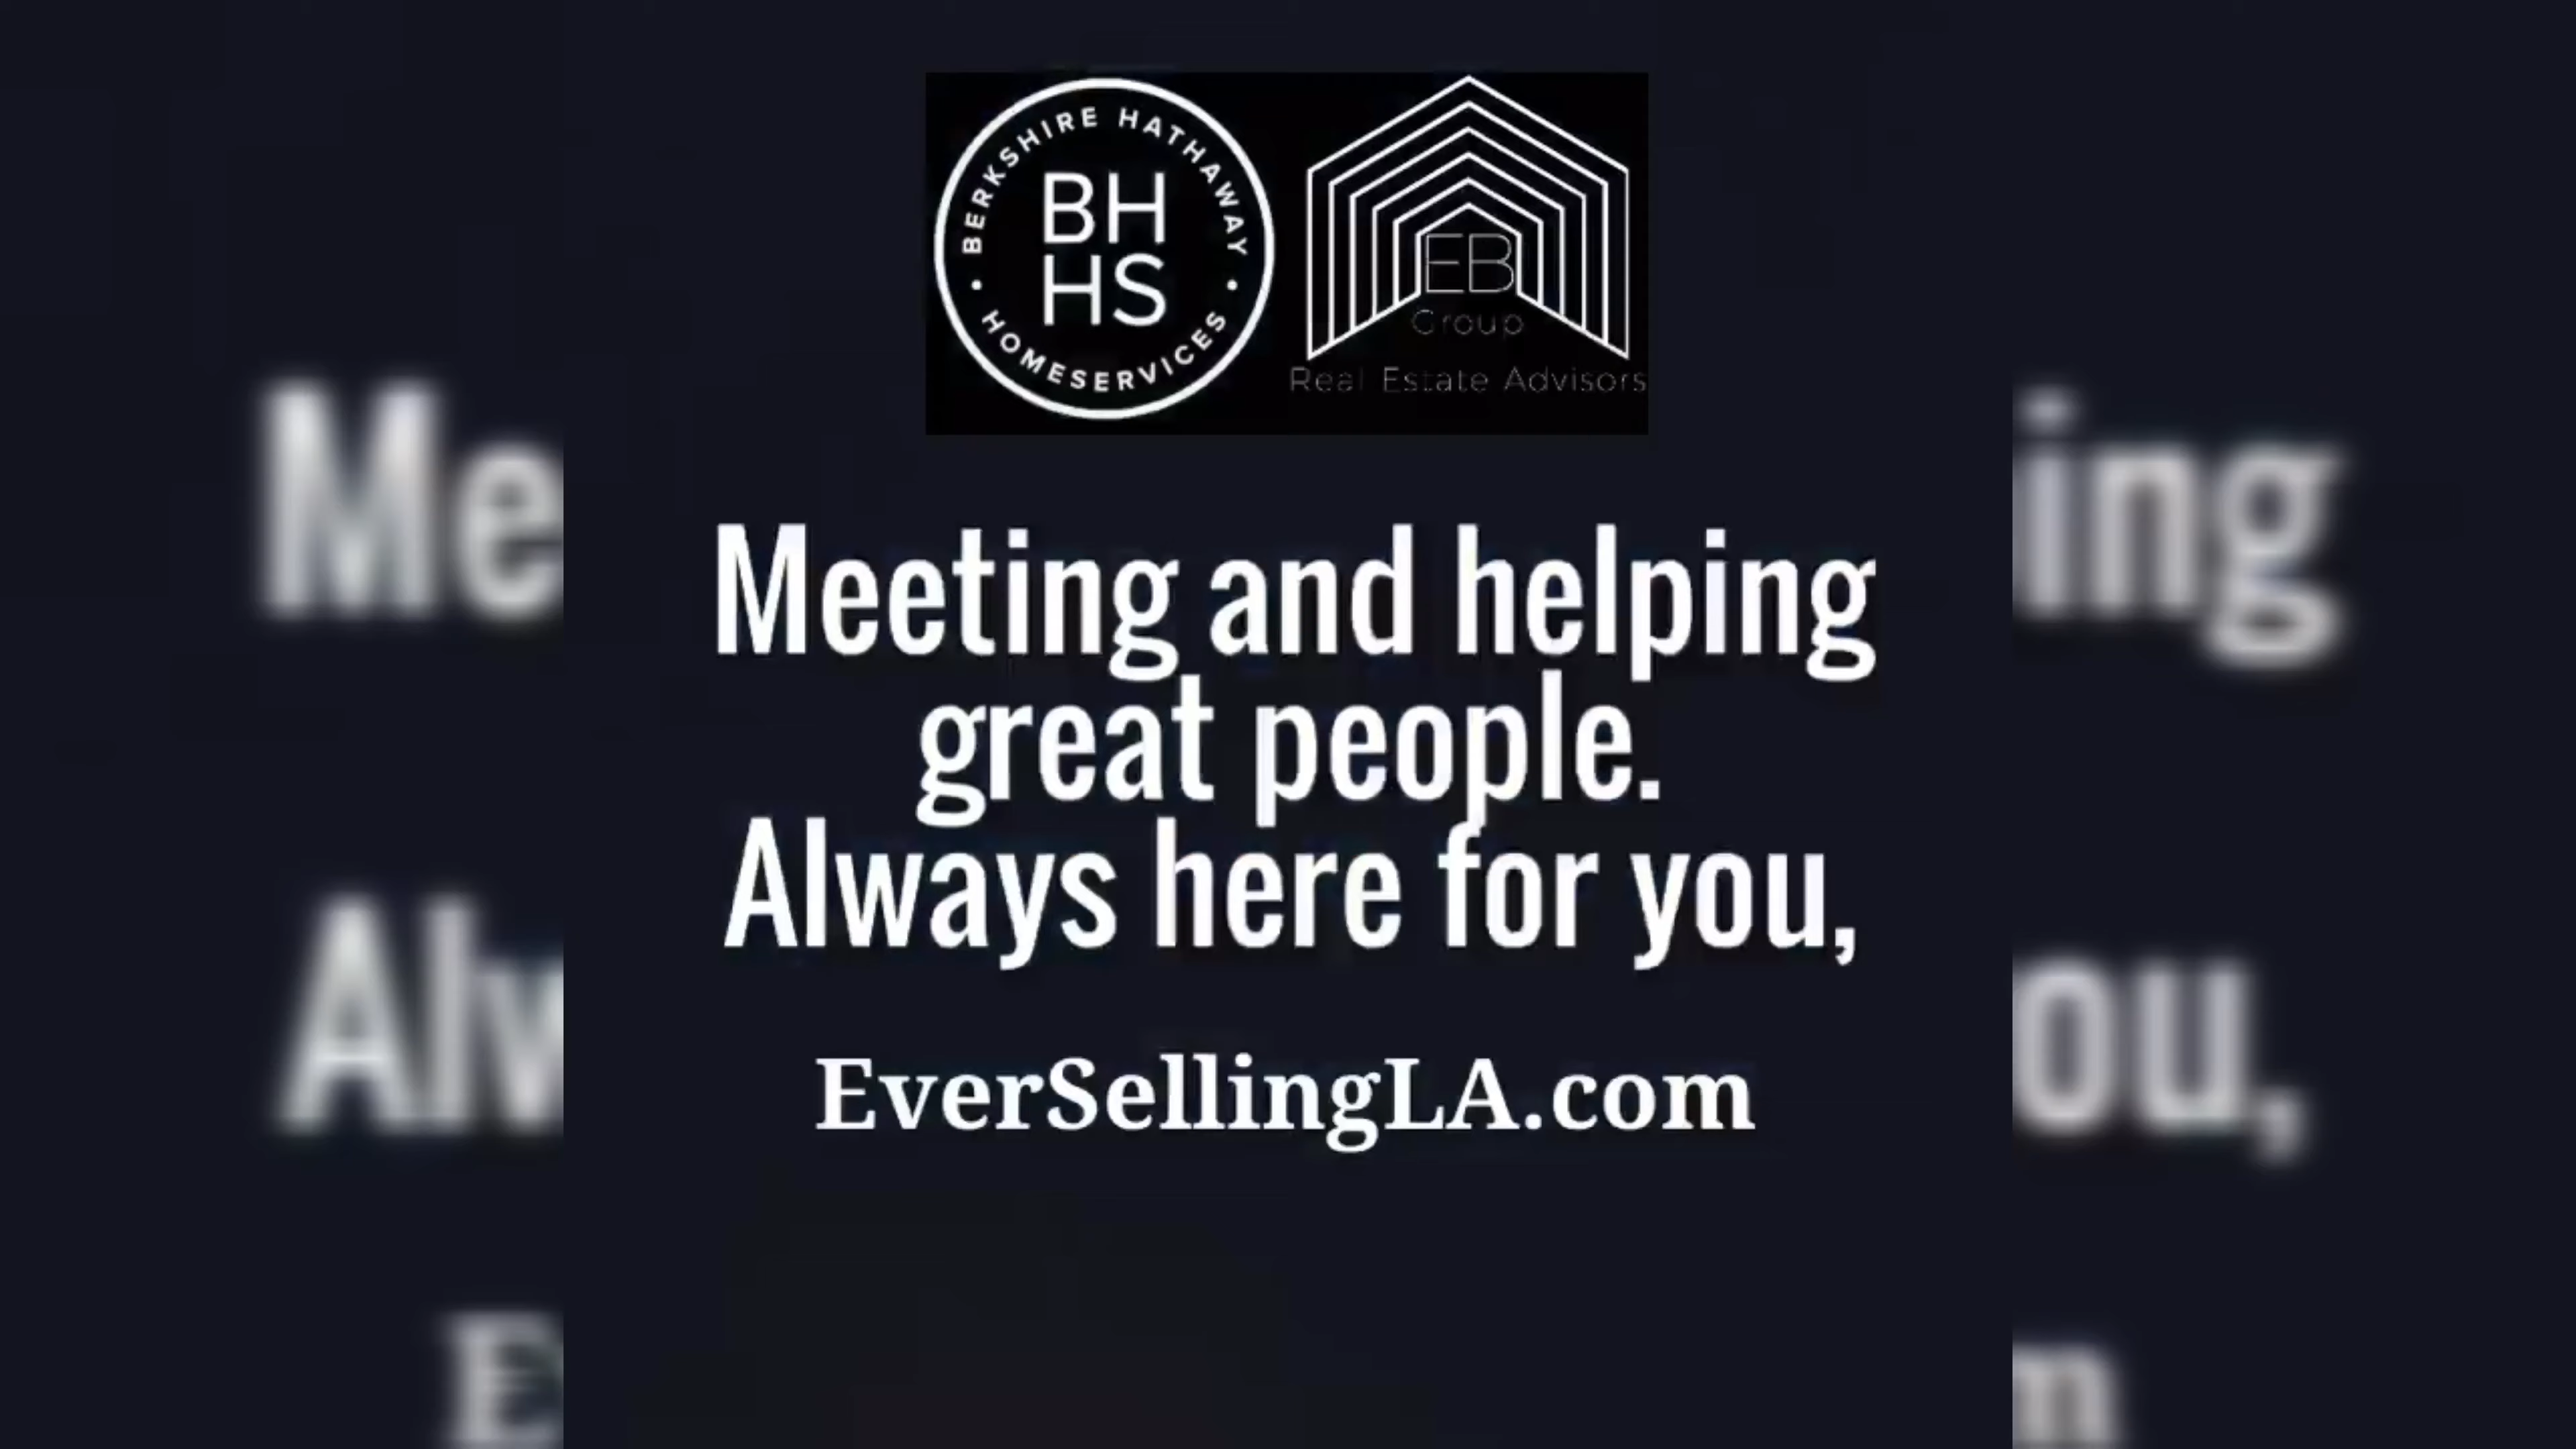 BERKSHIRE HATHAWAY
BH
HS
• HOMESERVICES •
EB
Group
Real Estate Advisors
Meeting and helping
great people.
Always here for you,
EverSellingLA.com